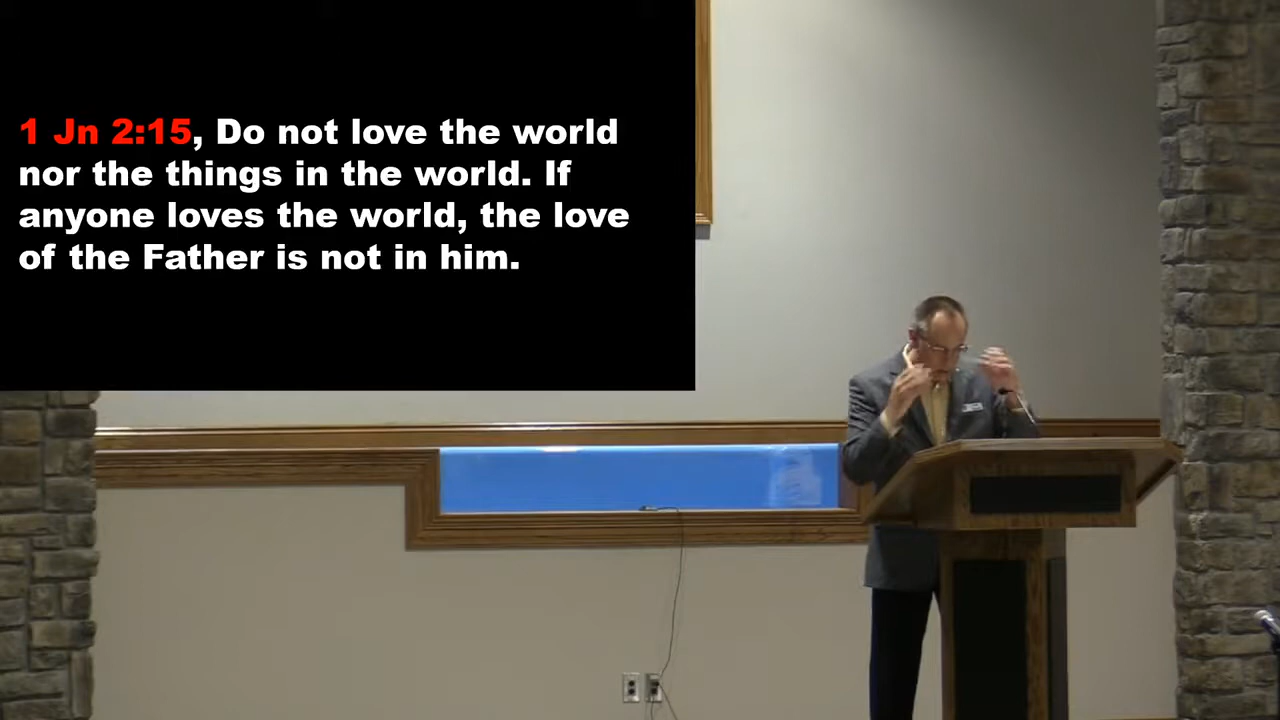 1 Jn 2:15, Do not love the world
nor the things in the world. If
anyone loves the world, the love
of the Father is not in him.